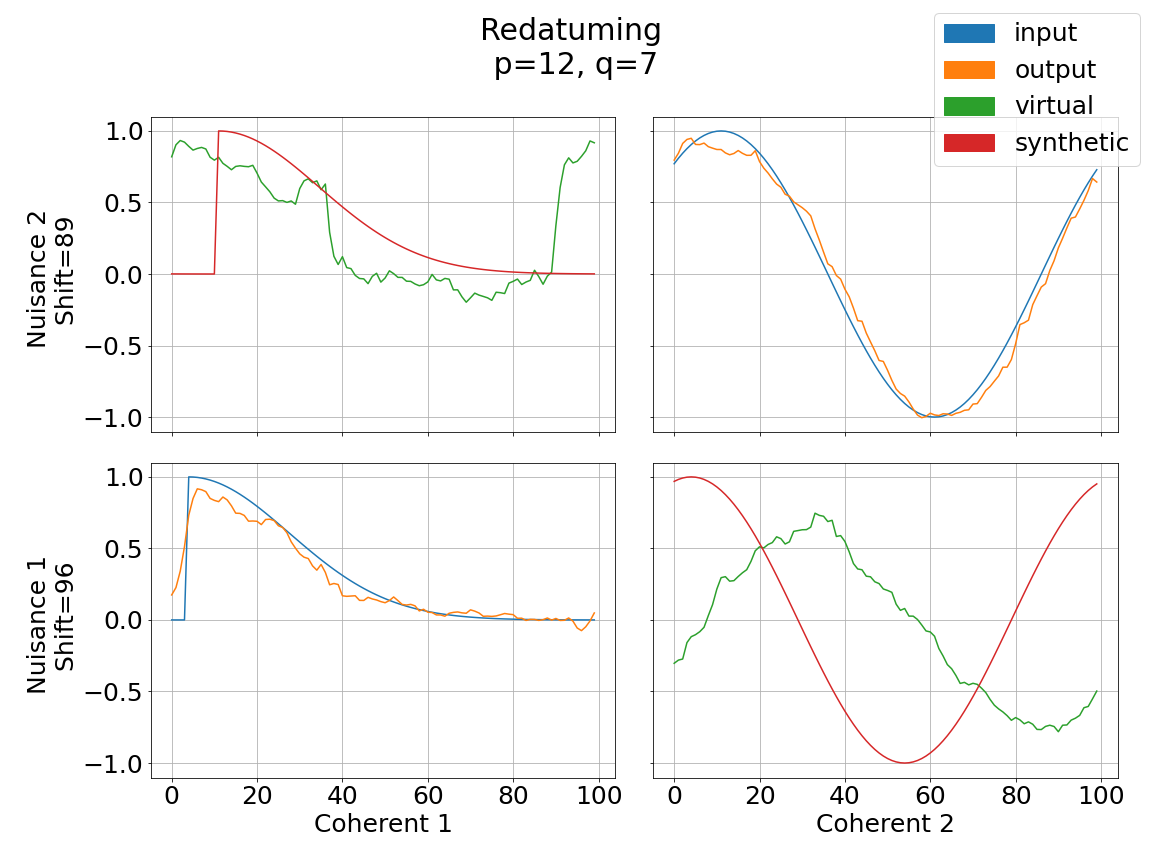 Redatuming
p=12, q=7
input
output
virtual
synthetic
Nuisance 2
Shift=89
1.0
0.5
0.0
−0.5
−1.0
Nuisance 1
Shift=96
1.0
0.5
0.0
−0.5
−1.0
0 20 40 60 80 100
Coherent 1
0 20 40 60 80 100
Coherent 2